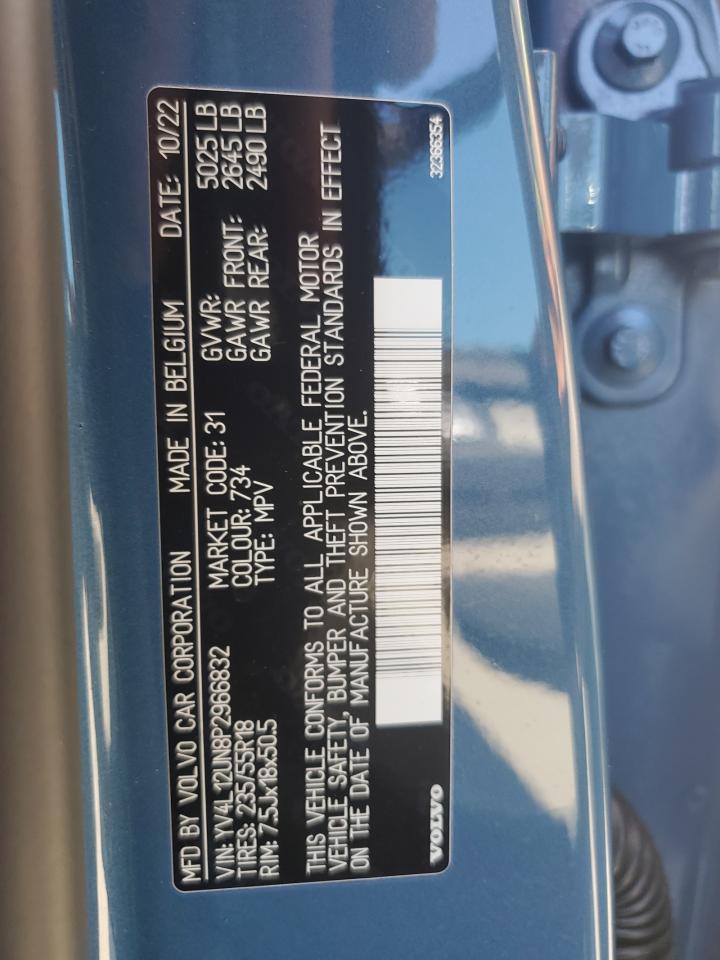 MFD BY VOLVO CAR CORPORATION MADE IN BELGIUM DATE: 10/22
VIN: YV4L12UN8P2966832 MARKET CODE: 31 GVWR: 5025 LB
TIRES: 235/55R18 COLOUR: 734 GAWR FRONT: 2645 LB
RIM: 7.5Jx18x50.5 TYPE: MPV GAWR REAR: 2490 LB
THIS VEHICLE CONFORMS TO ALL APPLICABLE FEDERAL MOTOR
VEHICLE SAFETY, BUMPER AND THEFT PREVENTION STANDARDS IN EFFECT
ON THE DATE OF MANUFACTURE SHOWN ABOVE.
VOLVO 32366354